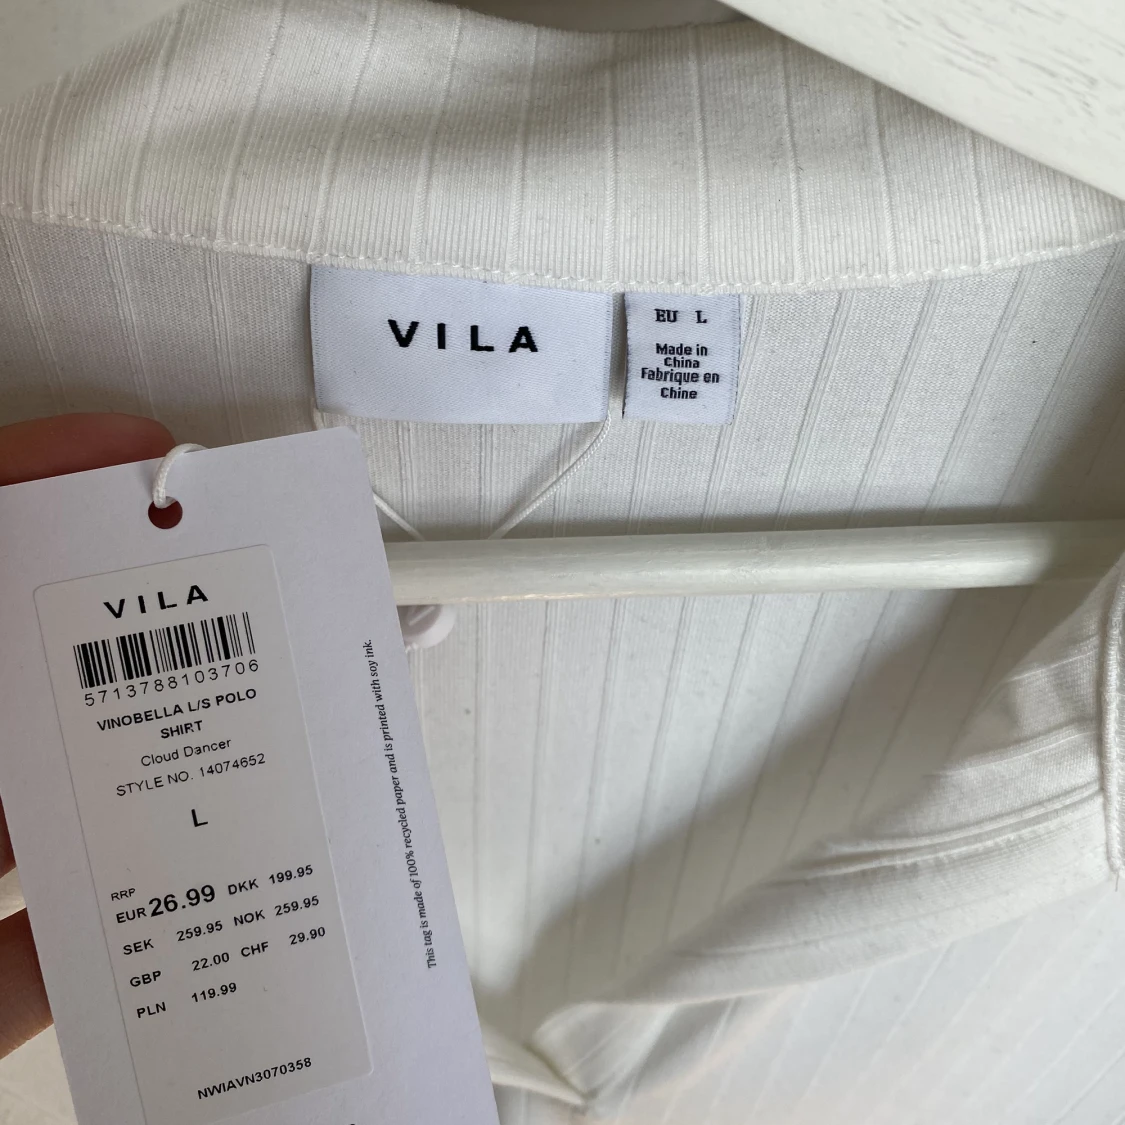 VILA
EU L
Made in
China
Fabrique en
Chine
VILA
5713788103706
VINOBELLA L/S POLO
SHIRT
Cloud Dancer
STYLE NO. 14074652
L
RRP
EUR 26.99 DKK 199.95
SEK 259.95 NOK 259.95
GBP 22.00 CHF 29.90
PLN 119.99
NWIAVN3070358
This tag is made of 100% recycled paper and is printed with soy ink.